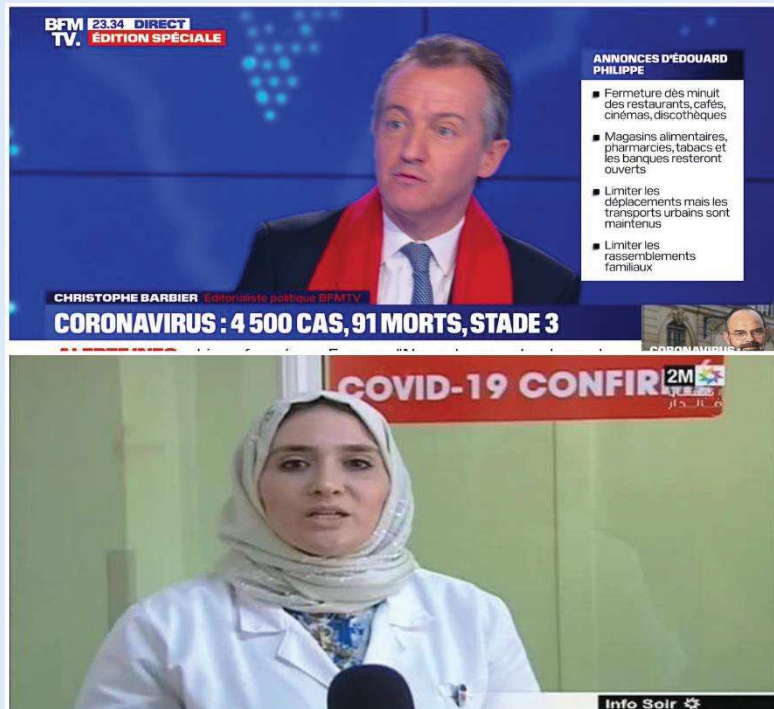 BFM 23.34 DIRECT
TV. ÉDITION SPÉCIALE
ANNONCES D'ÉDOUARD
PHILIPPE
▪ Fermeture dès minuit
des restaurants, cafés,
cinémas, discothèques
▪ Magasins alimentaires,
pharmarcies, tabacs et
les banques resteront
ouverts
▪ Limiter les
déplacements mais les
transports urbains sont
maintenus
▪ Limiter les
rassemblements
familiaux
CHRISTOPHE BARBIER Éditorialiste politique BFMTV
CORONAVIRUS : 4 500 CAS, 91 MORTS, STADE 3
CORONAVIRUS
ALERTE INFO
COVID-19 CONFIR
2M
Info Soir